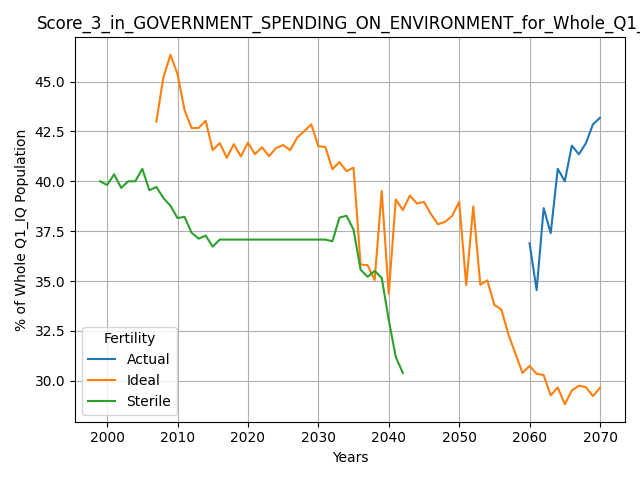 Score_3_in_GOVERNMENT_SPENDING_ON_ENVIRONMENT_for_Whole_Q1_
% of Whole Q1_IQ Population
45.0
42.5
40.0
37.5
35.0
32.5
30.0
Fertility
Actual
Ideal
Sterile
2000 2010 2020 2030 2040 2050 2060 2070
Years